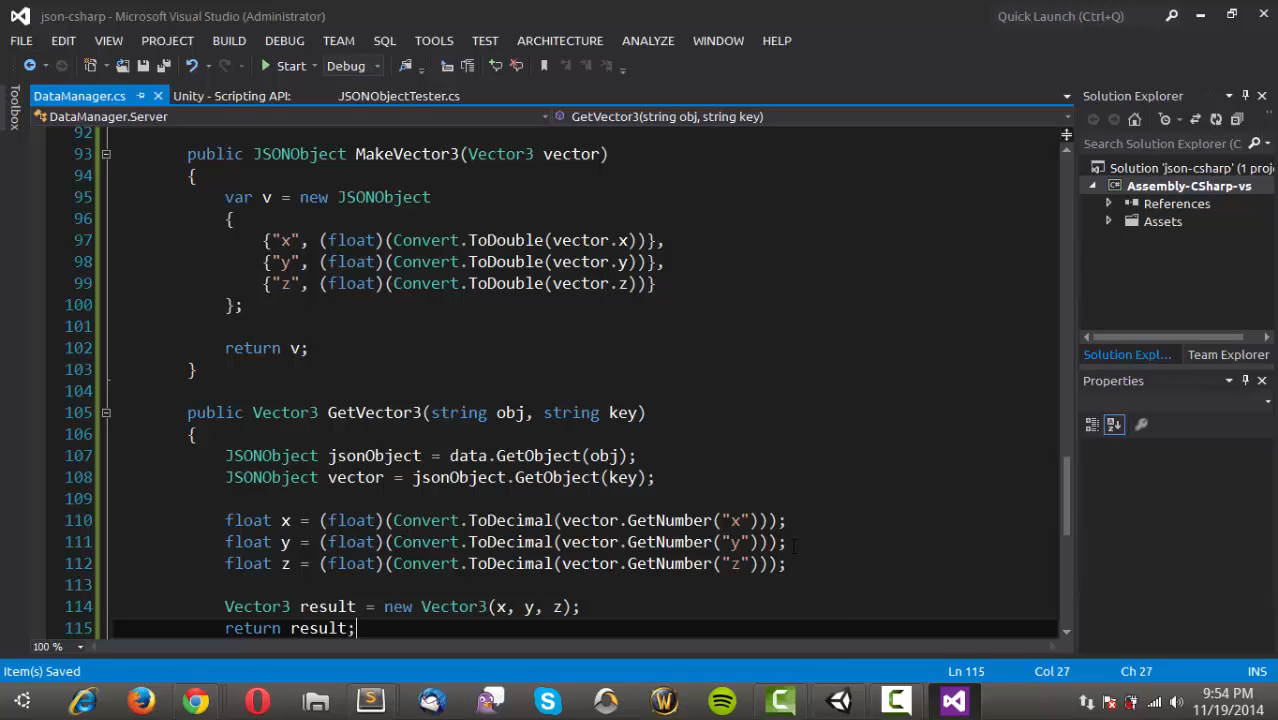 json-csharp - Microsoft Visual Studio (Administrator)
Quick Launch (Ctrl+Q)
FILE EDIT VIEW PROJECT BUILD DEBUG TEAM SQL TOOLS TEST ARCHITECTURE ANALYZE WINDOW HELP
Start Debug
Toolbox
DataManager.cs Unity - Scripting API: JSONObjectTester.cs
DataManager.Server GetVector3(string obj, string key)
92
93 public JSONObject MakeVector3(Vector3 vector)
94 {
95 var v = new JSONObject
96 {
97 {"x", (float)(Convert.ToDouble(vector.x))},
98 {"y", (float)(Convert.ToDouble(vector.y))},
99 {"z", (float)(Convert.ToDouble(vector.z))}
100 };
101
102 return v;
103 }
104
105 public Vector3 GetVector3(string obj, string key)
106 {
107 JSONObject jsonObject = data.GetObject(obj);
108 JSONObject vector = jsonObject.GetObject(key);
109
110 float x = (float)(Convert.ToDecimal(vector.GetNumber("x")));
111 float y = (float)(Convert.ToDecimal(vector.GetNumber("y")));
112 float z = (float)(Convert.ToDecimal(vector.GetNumber("z")));
113
114 Vector3 result = new Vector3(x, y, z);
115 return result;
100 %
Solution Explorer
Search Solution Explorer (C
Solution 'json-csharp' (1 proj
Assembly-CSharp-vs
References
Assets
Solution Expl... Team Explorer
Properties
Item(s) Saved Ln 115 Col 27 Ch 27 INS
9:54 PM
11/19/2014